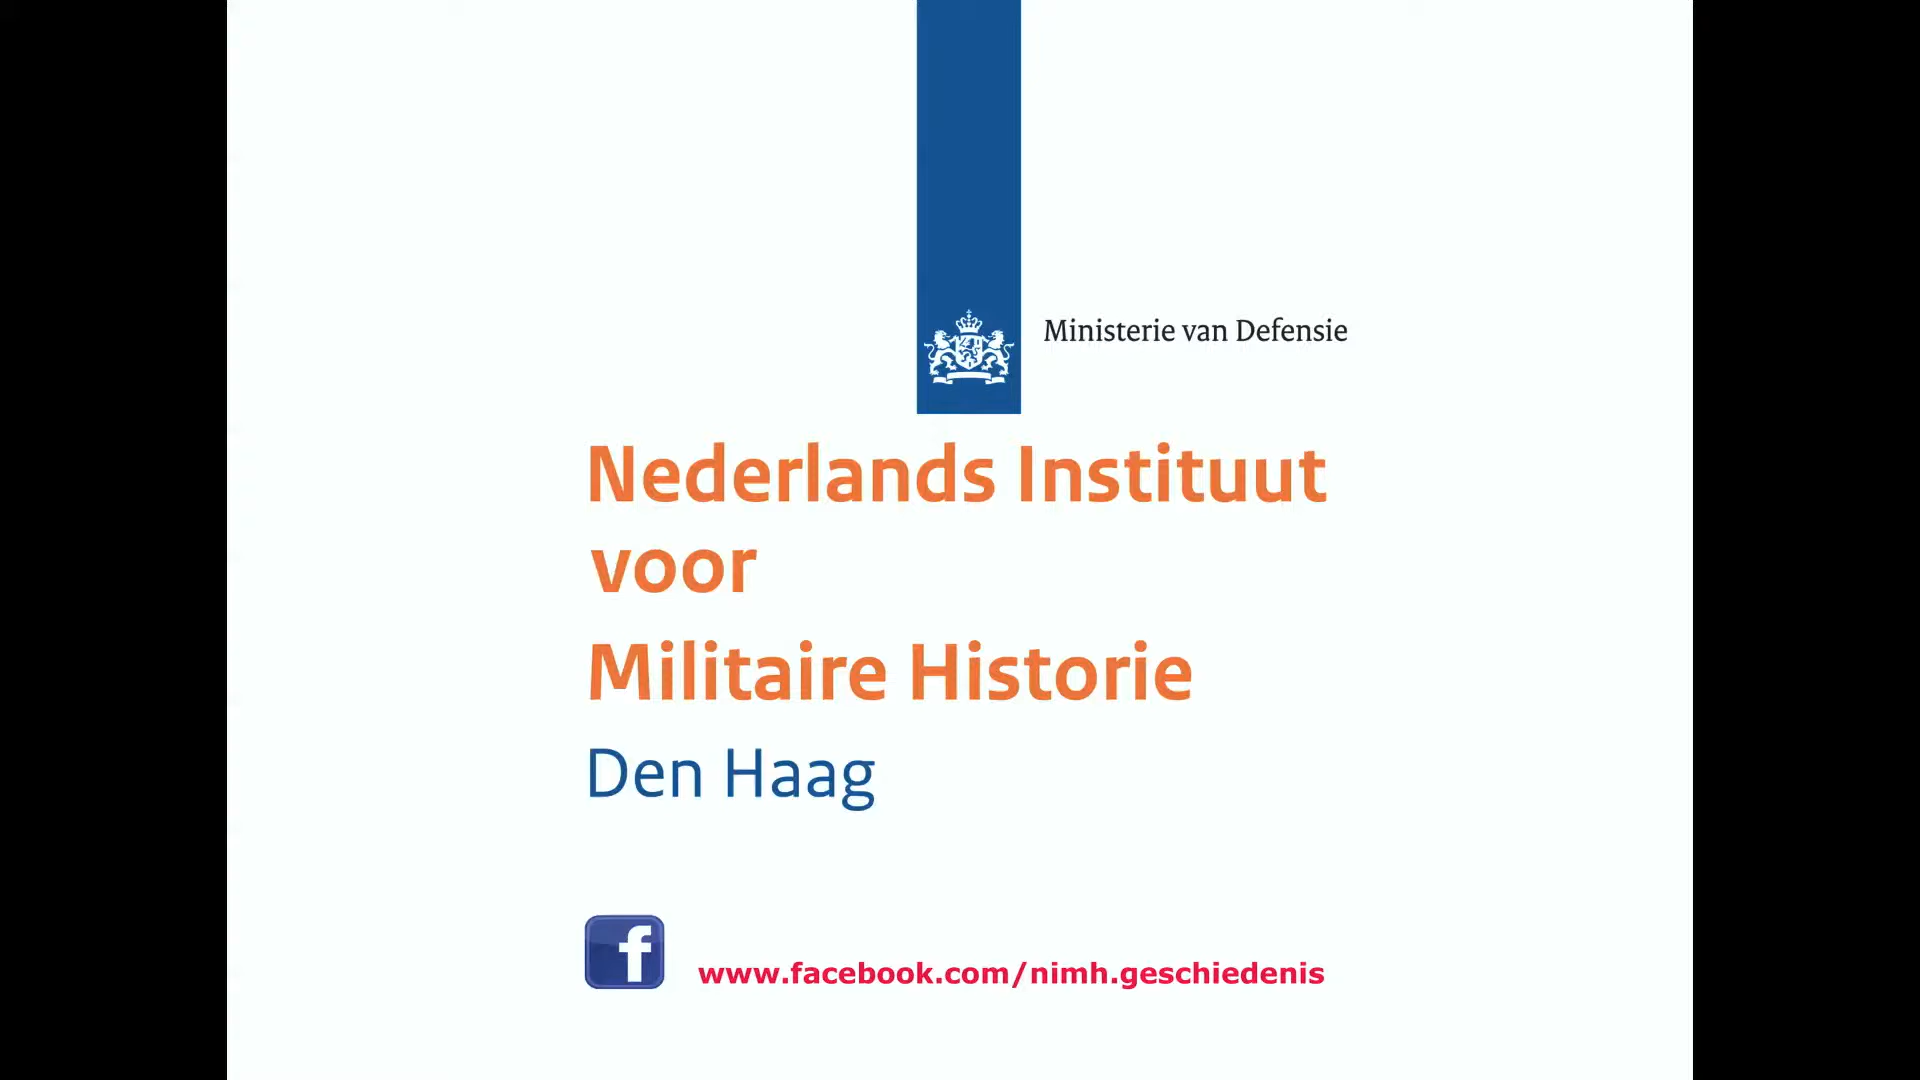 Ministerie van Defensie
Nederlands Instituut
voor
Militaire Historie
Den Haag
f
www.facebook.com/nimh.geschiedenis